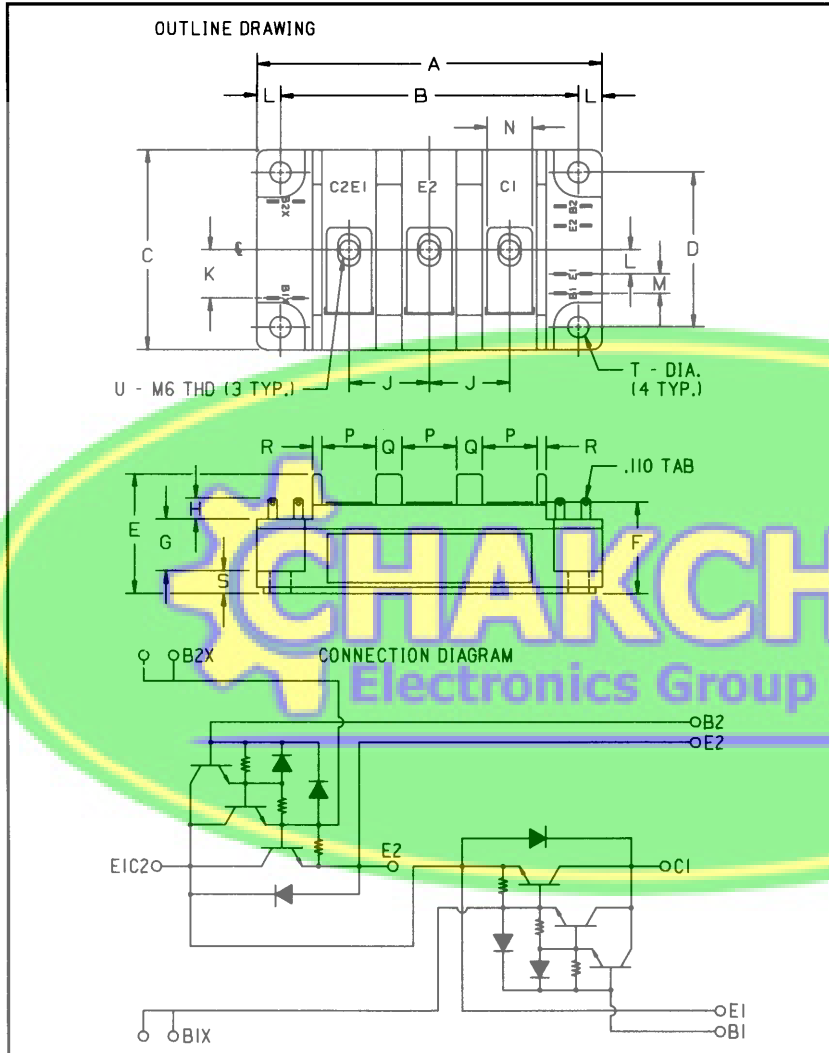 OUTLINE DRAWING
A
L B L
N
C2E1 E2 C1
B2X
B2
E2
C
K
D
L
E1
M
B1X
B1
U - M6 THD (3 TYP.)
J J
T - DIA.
(4 TYP.)
R P Q P Q P R
.110 TAB
E
H
G
S
F
CHAKCH
Electronics Group
B2X
CONNECTION DIAGRAM
B2
E2
E1C2
E2
C1
E1
B1
B1X